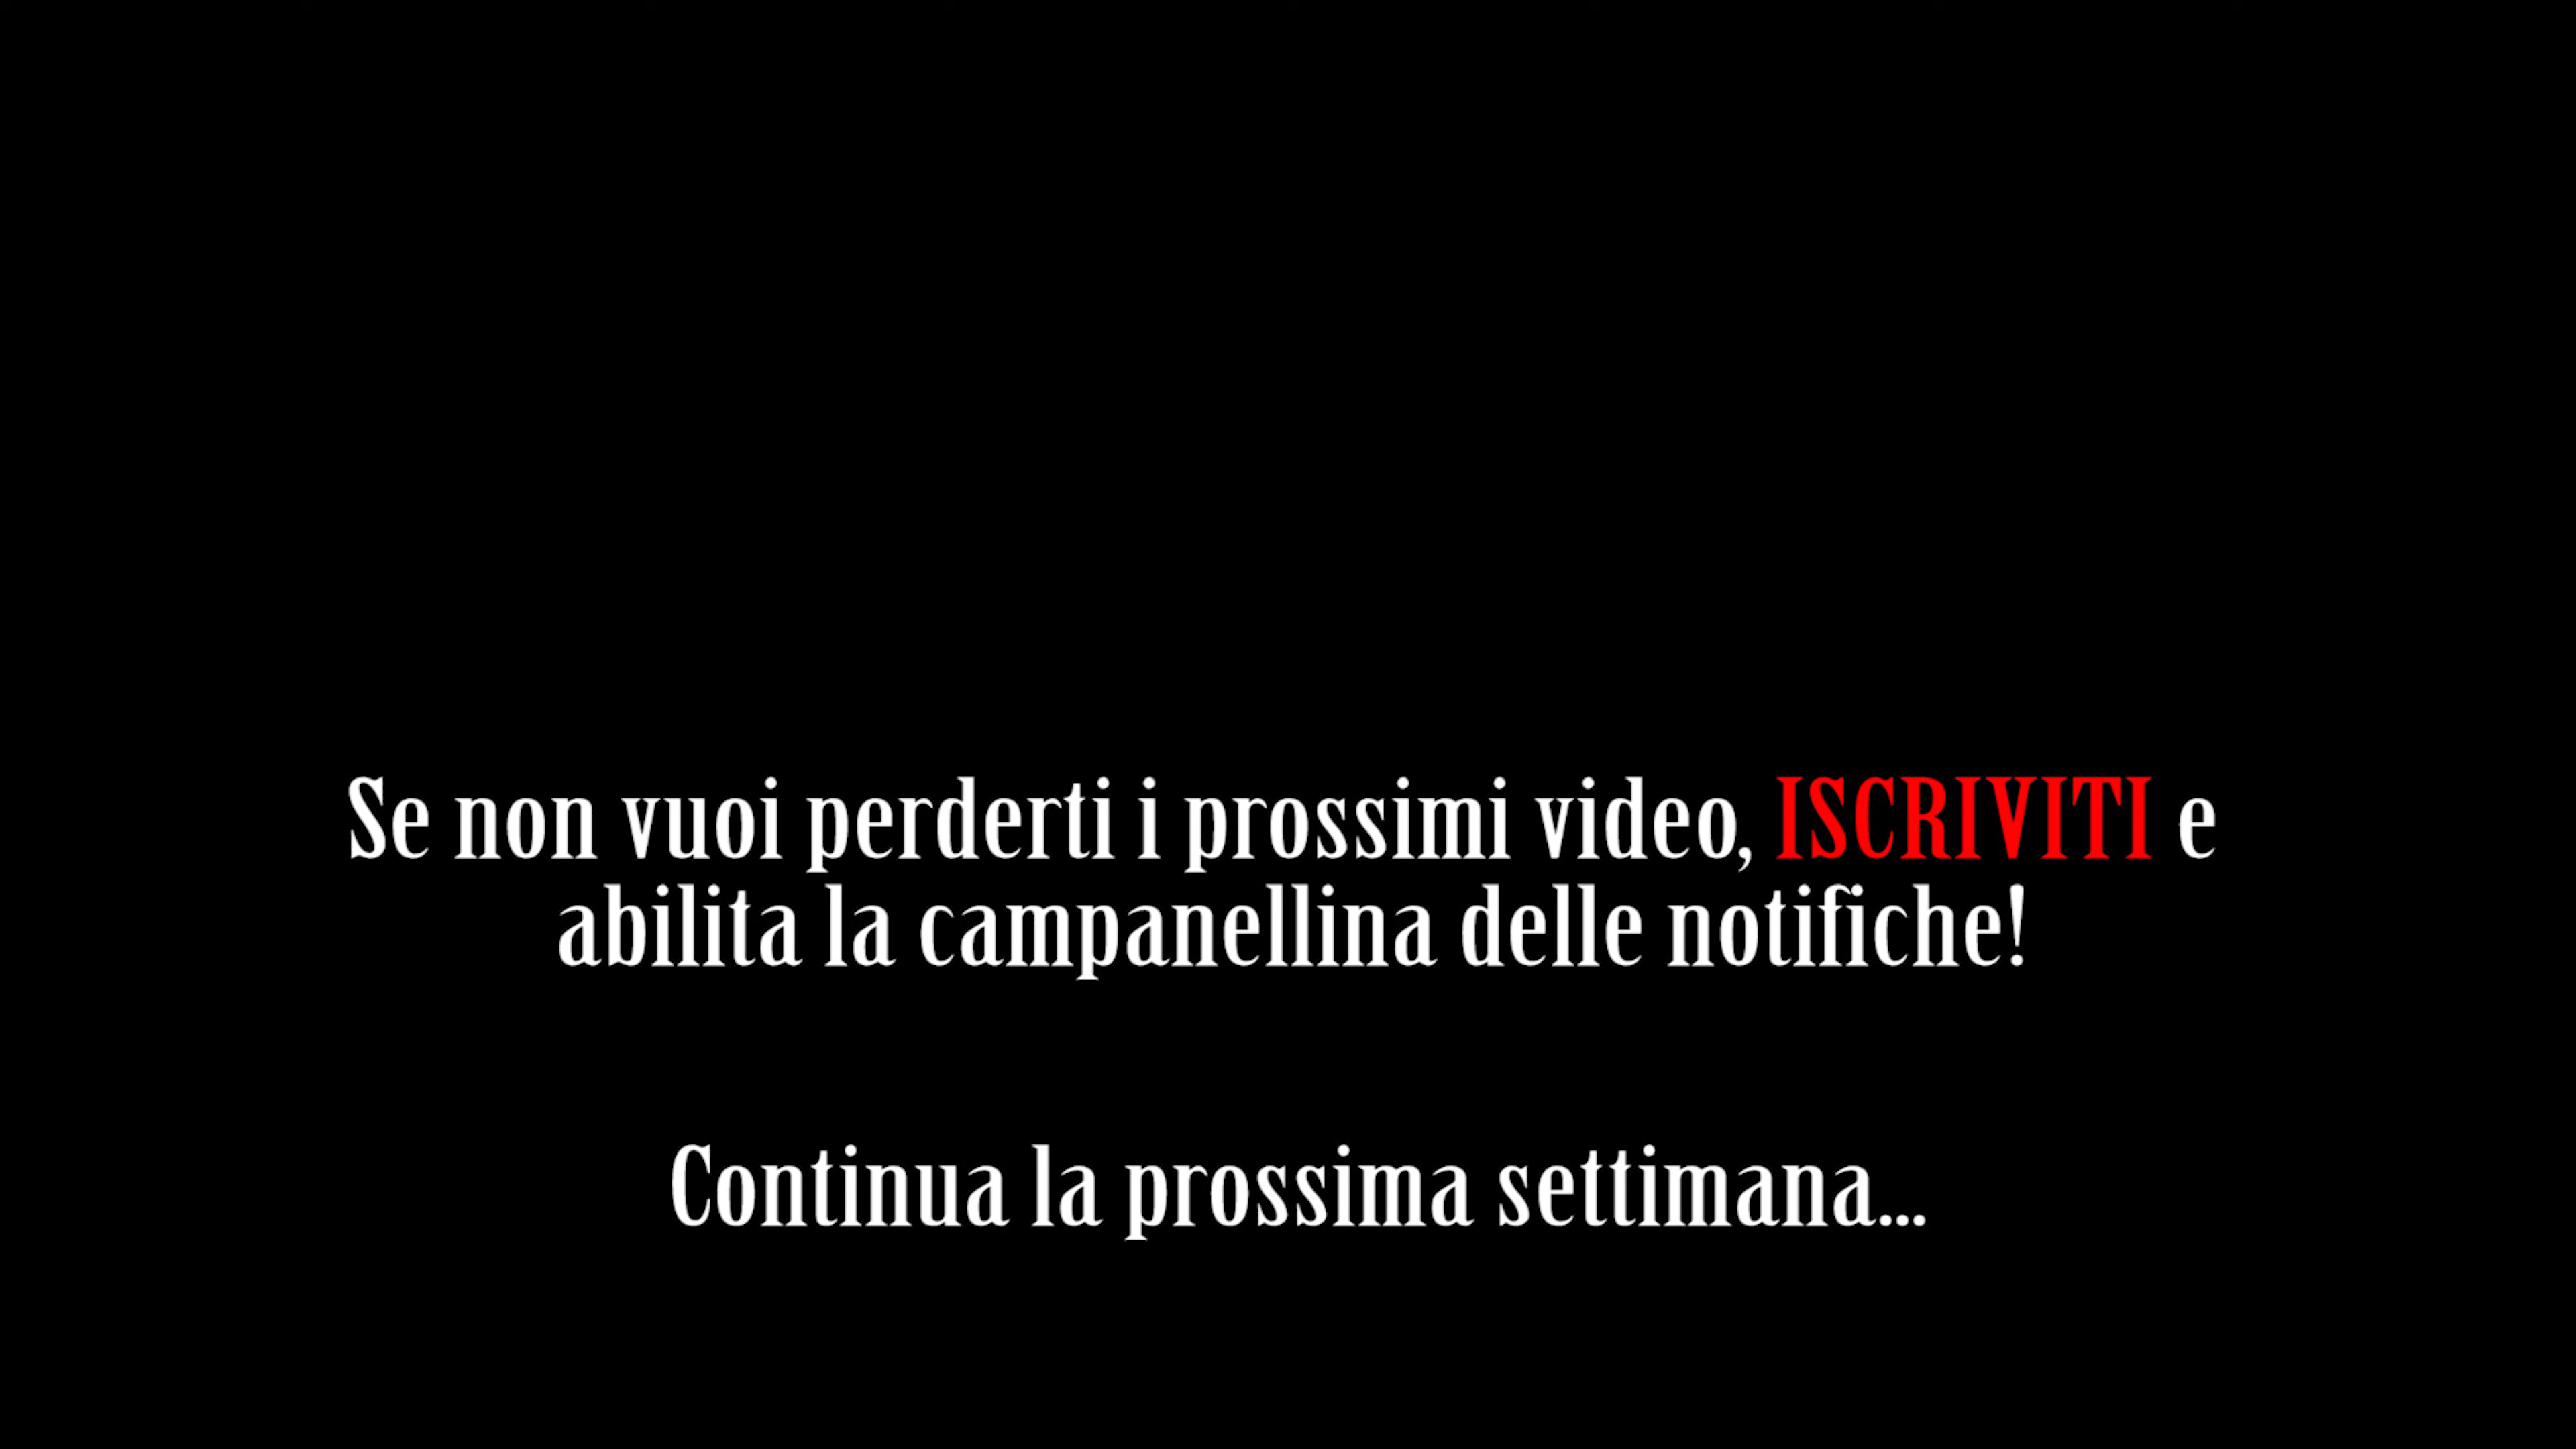 Se non vuoi perderti i prossimi video, ISCRIVITI e
abilita la campanellina delle notifiche!
Continua la prossima settimana...